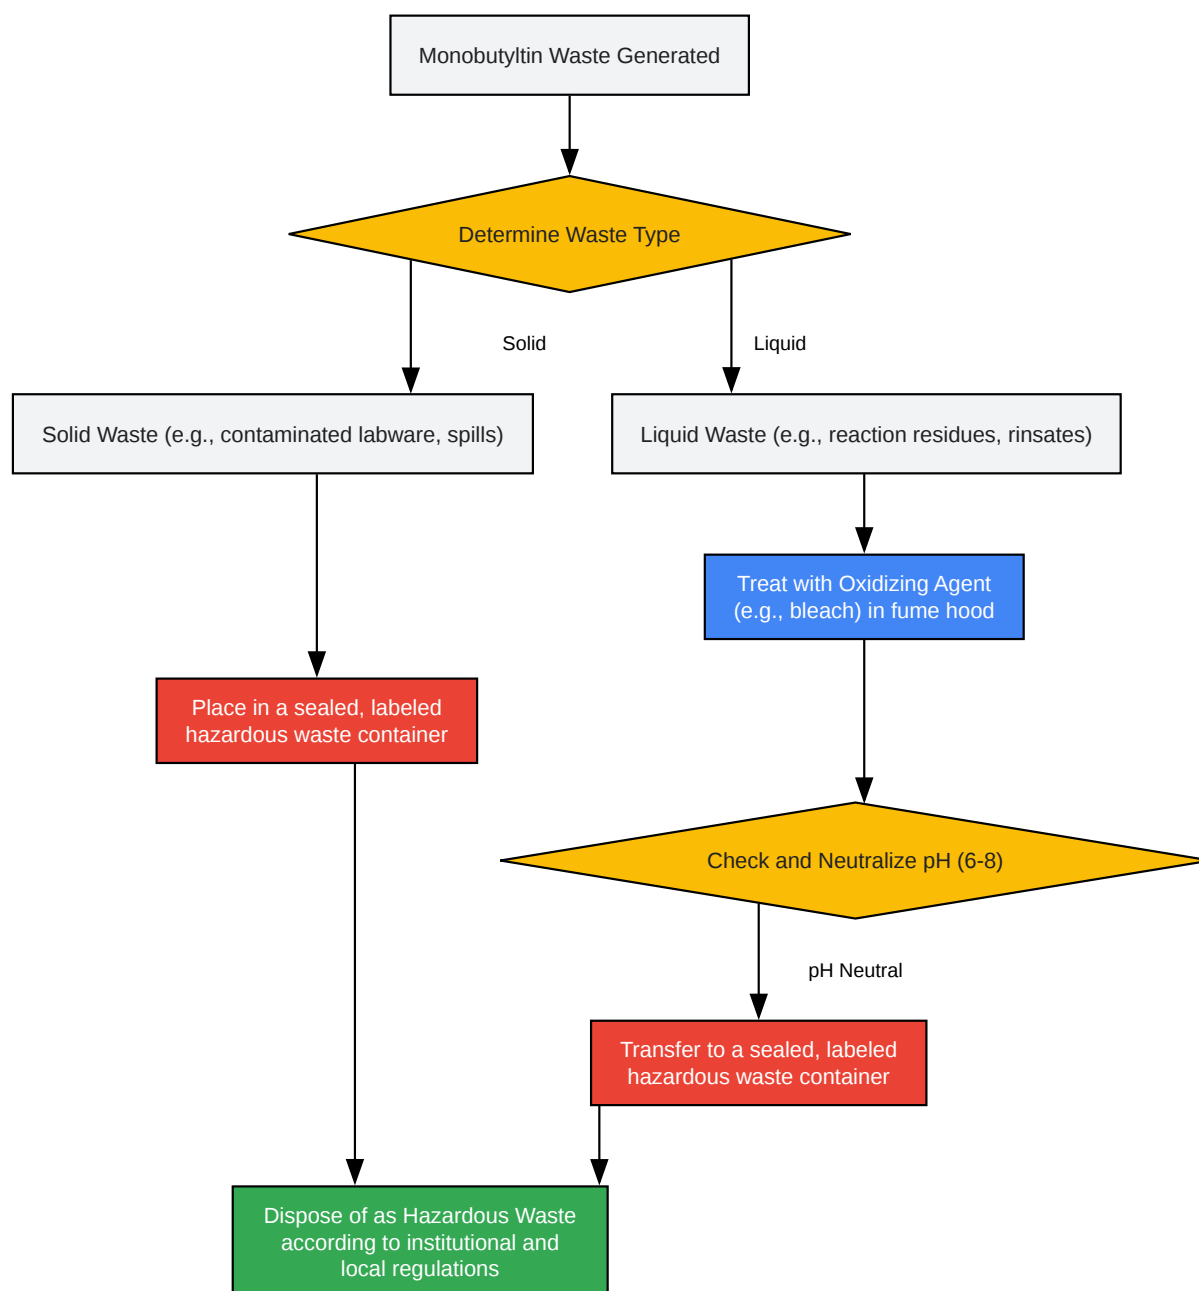 Monobutyltin Waste Generated
Determine Waste Type
Solid
Liquid
Solid Waste (e.g., contaminated labware, spills)
Liquid Waste (e.g., reaction residues, rinsates)
Treat with Oxidizing Agent
(e.g., bleach) in fume hood
Place in a sealed, labeled
hazardous waste container
Check and Neutralize pH (6-8)
pH Neutral
Transfer to a sealed, labeled
hazardous waste container
Dispose of as Hazardous Waste
according to institutional and
local regulations